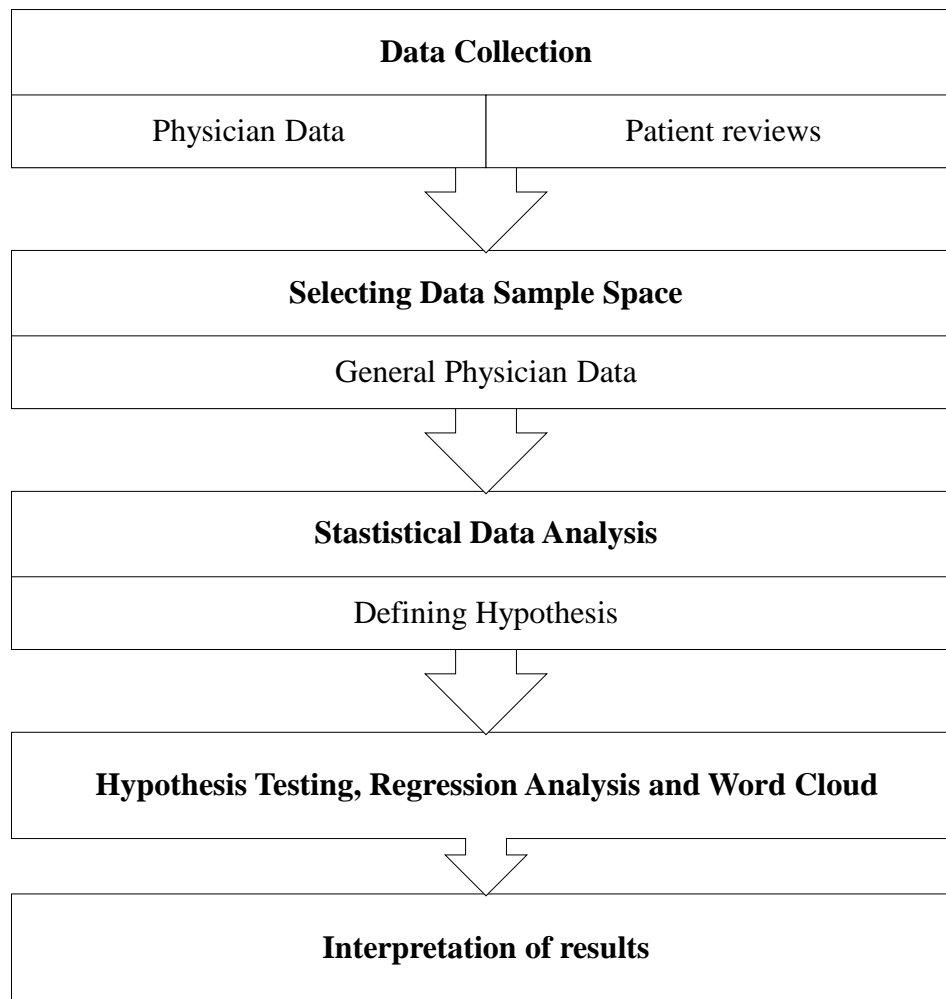 Data Collection
Physician Data
Patient reviews
Selecting Data Sample Space
General Physician Data
Stastistical Data Analysis
Defining Hypothesis
Hypothesis Testing, Regression Analysis and Word Cloud
Interpretation of results